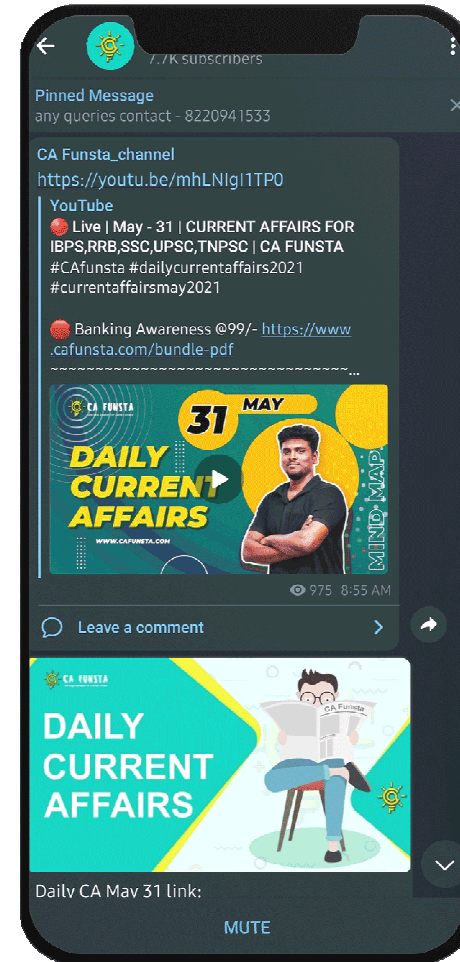 7.7K subscribers
Pinned Message
any queries contact - 8220941533
CA Funsta_channel
https://youtu.be/mhLNIgI1TP0
YouTube
🔴 Live | May - 31 | CURRENT AFFAIRS FOR
IBPS,RRB,SSC,UPSC,TNPSC | CA FUNSTA
#CAfunsta #dailycurrentaffairs2021
#currentaffairsmay2021
🔴 Banking Awareness @99/- https://www
.cafunsta.com/bundle-pdf
~~~~~~~~~~~~~~~~~~~~~~~~~~~~~~~~~...
CA FUNSTA
31 MAY
DAILY
CURRENT
AFFAIRS
WWW.CAFUNSTA.COM
MIND MAP
975 8:55 AM
Leave a comment
CA FUNSTA
DAILY
CURRENT
AFFAIRS
CA Funsta
Daily CA May 31 link:
MUTE